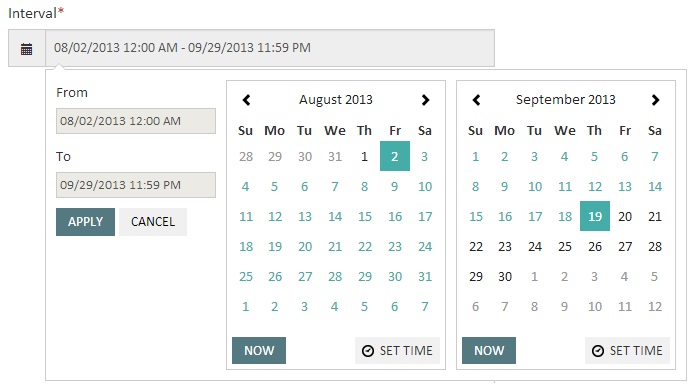 Interval*
08/02/2013 12:00 AM - 09/29/2013 11:59 PM
From
08/02/2013 12:00 AM
To
09/29/2013 11:59 PM
APPLY CANCEL
August 2013
Su Mo Tu We Th Fr Sa
28 29 30 31 1 2 3
4 5 6 7 8 9 10
11 12 13 14 15 16 17
18 19 20 21 22 23 24
25 26 27 28 29 30 31
1 2 3 4 5 6 7
NOW SET TIME
September 2013
Su Mo Tu We Th Fr Sa
1 2 3 4 5 6 7
8 9 10 11 12 13 14
15 16 17 18 19 20 21
22 23 24 25 26 27 28
29 30 1 2 3 4 5
6 7 8 9 10 11 12
NOW SET TIME